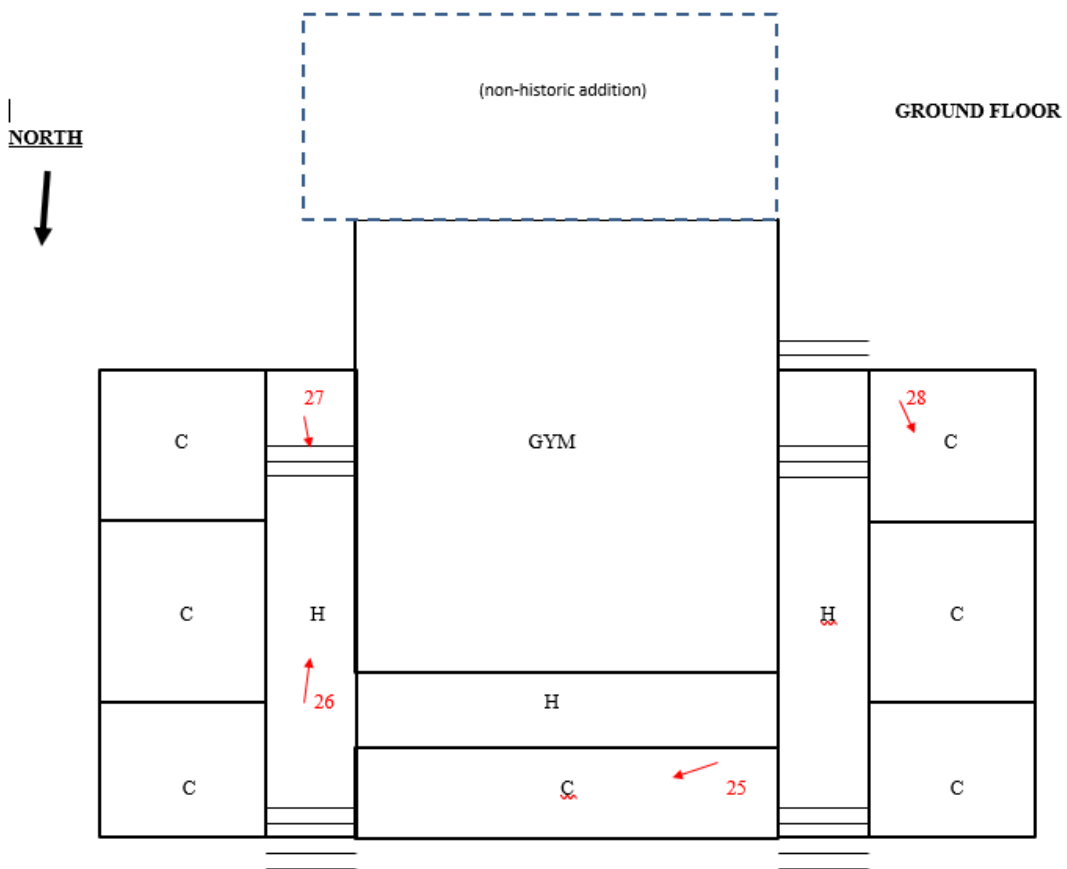 (non-historic addition)
GROUND FLOOR
NORTH
27
28
C
GYM
C
C
H
H
C
26
H
C
C
25
C